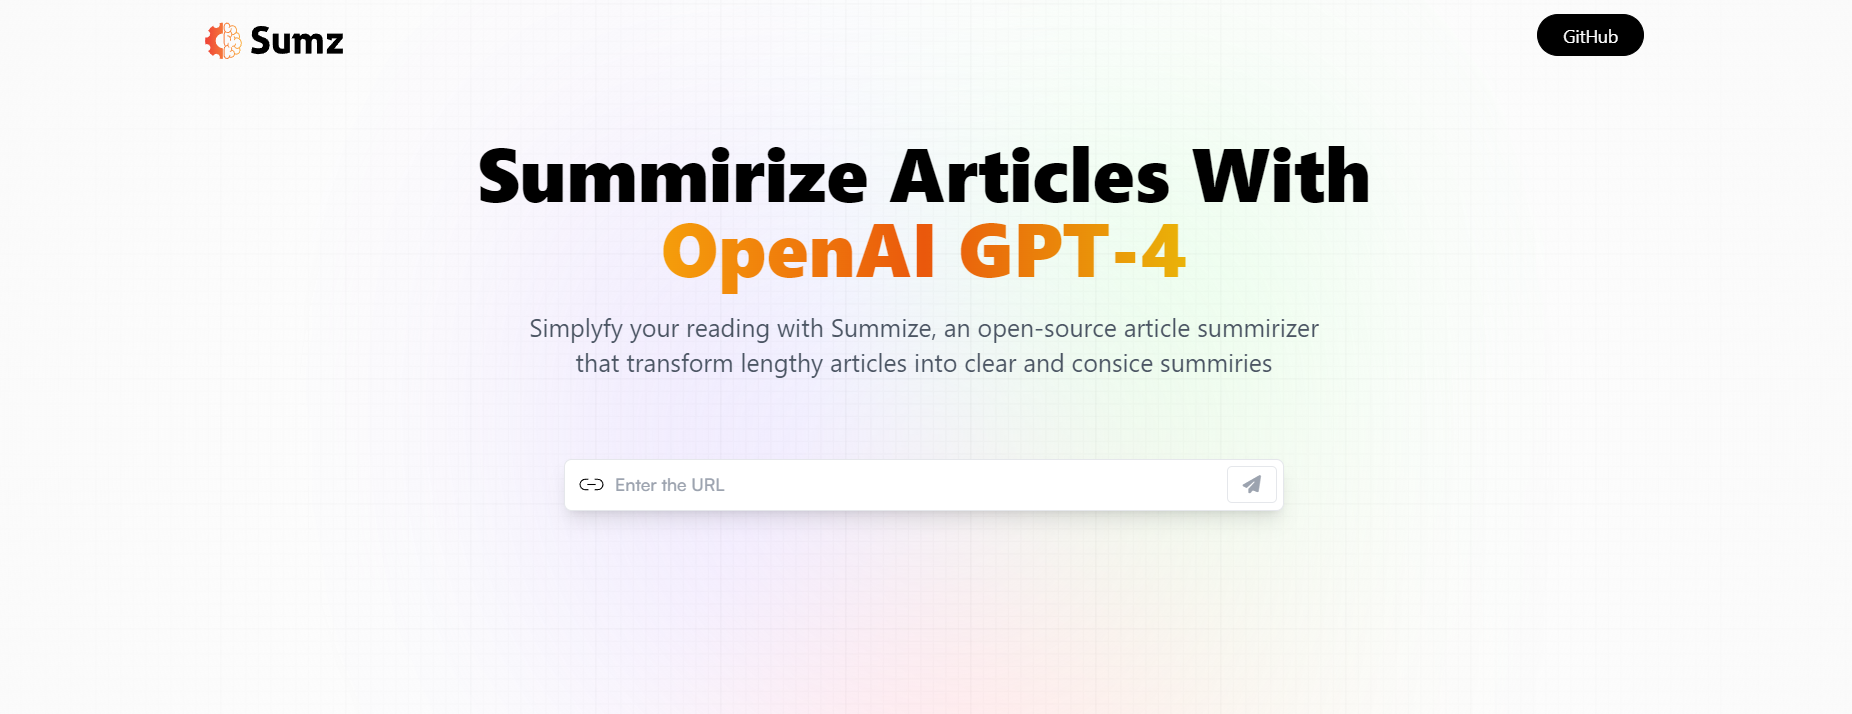 Sumz
GitHub
Summirize Articles With
OpenAI GPT-4
Simplyfy your reading with Summize, an open-source article summirizer
that transform lengthy articles into clear and consice summiries
Enter the URL